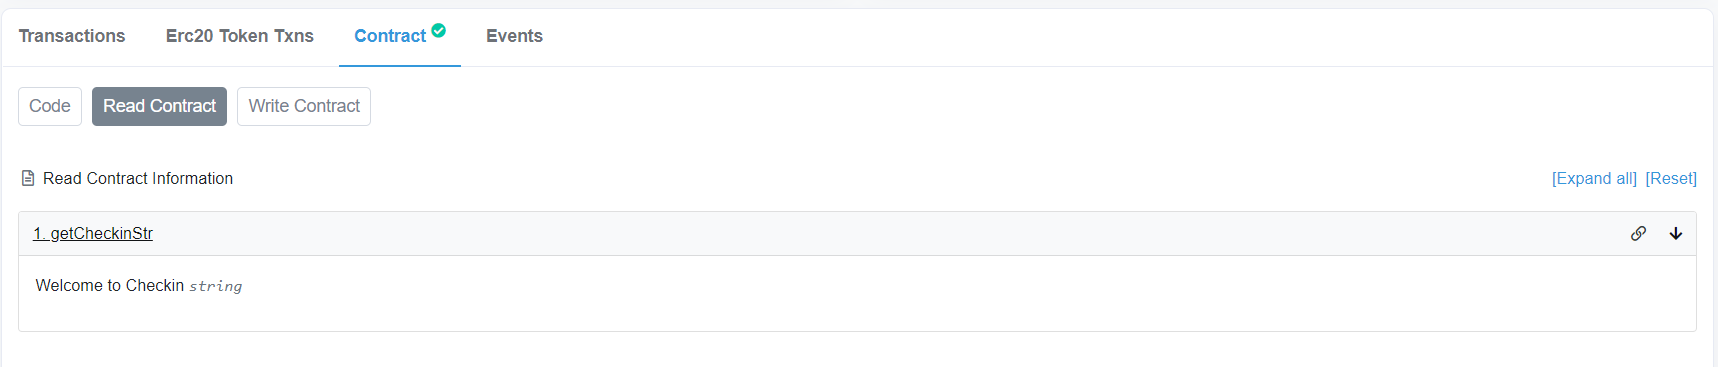 Transactions Erc20 Token Txns Contract Events
Code Read Contract Write Contract
Read Contract Information [Expand all] [Reset]
1. getCheckinStr
Welcome to Checkin string